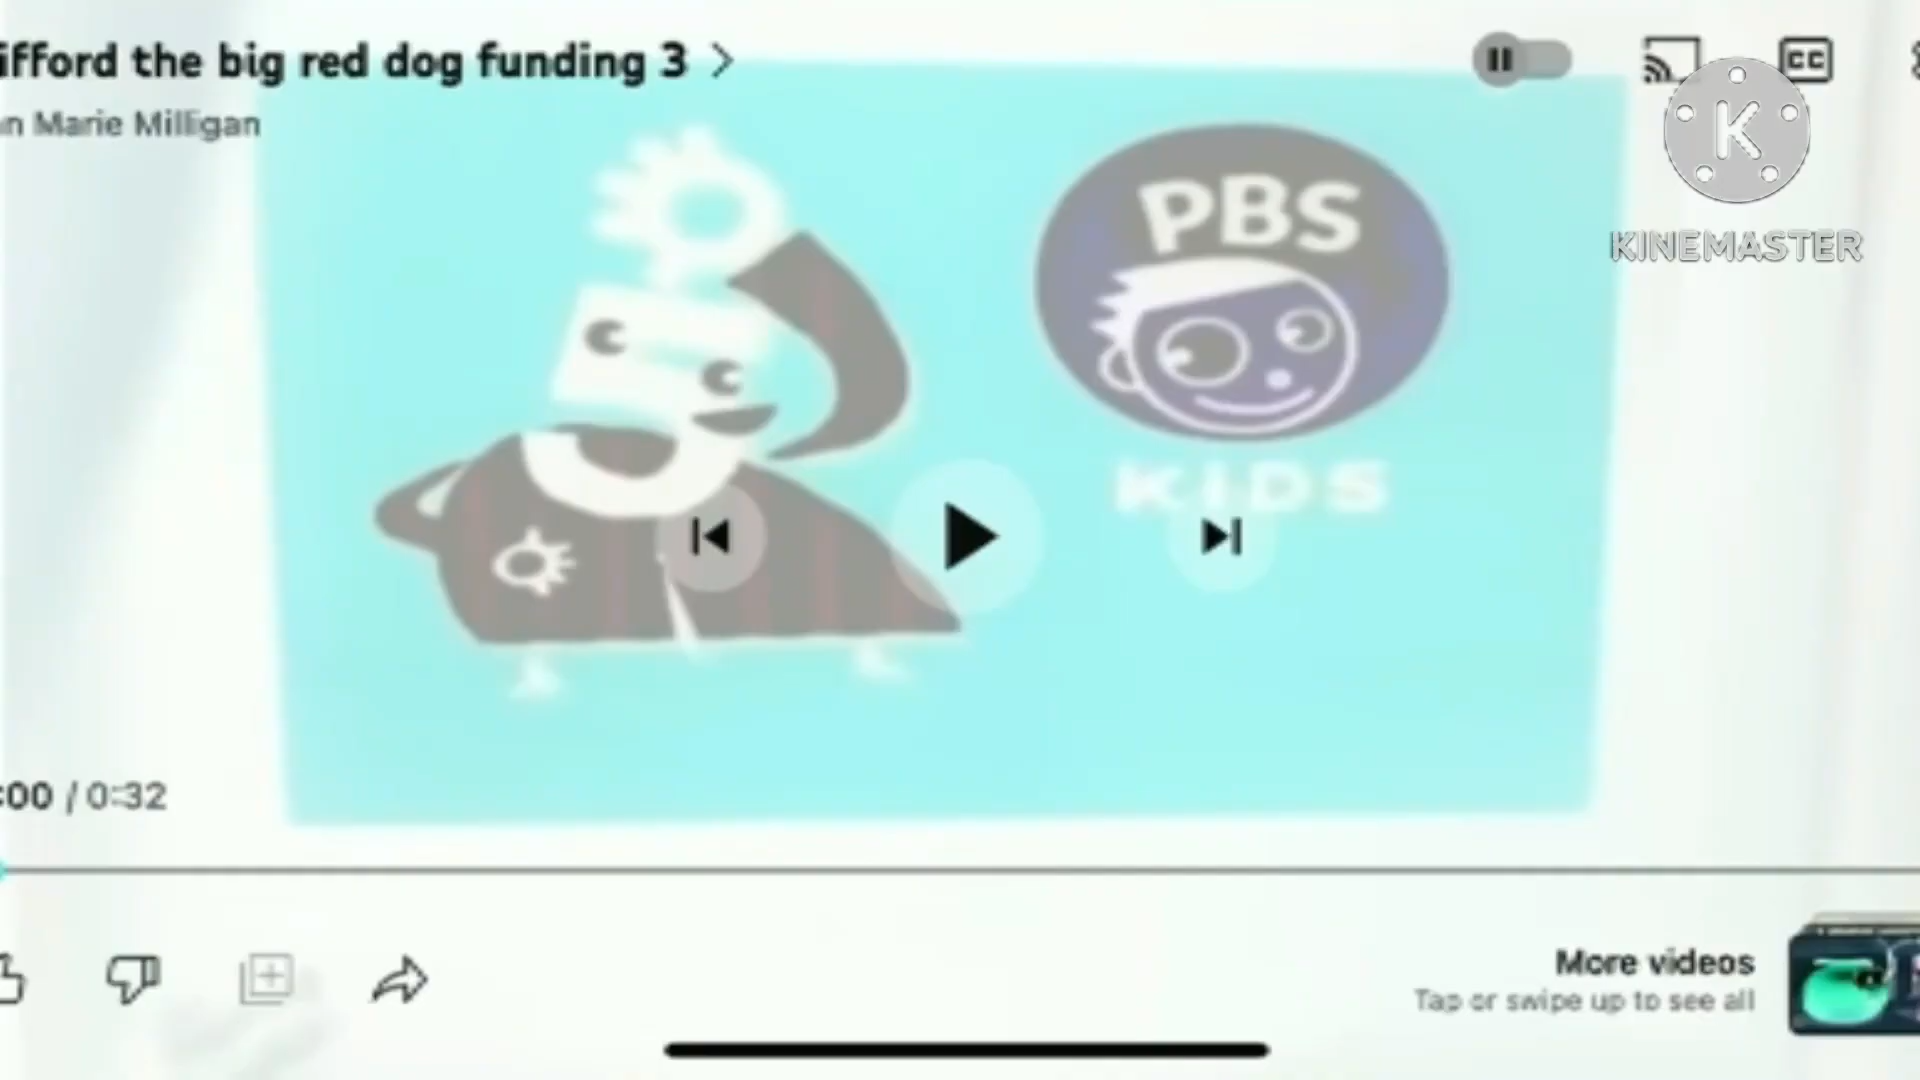 ifford the big red dog funding 3
n Marie Milligan
CC
K
KINEMASTER
PBS
KIDS
:00 / 0:32
More videos
Tap or swipe up to see all